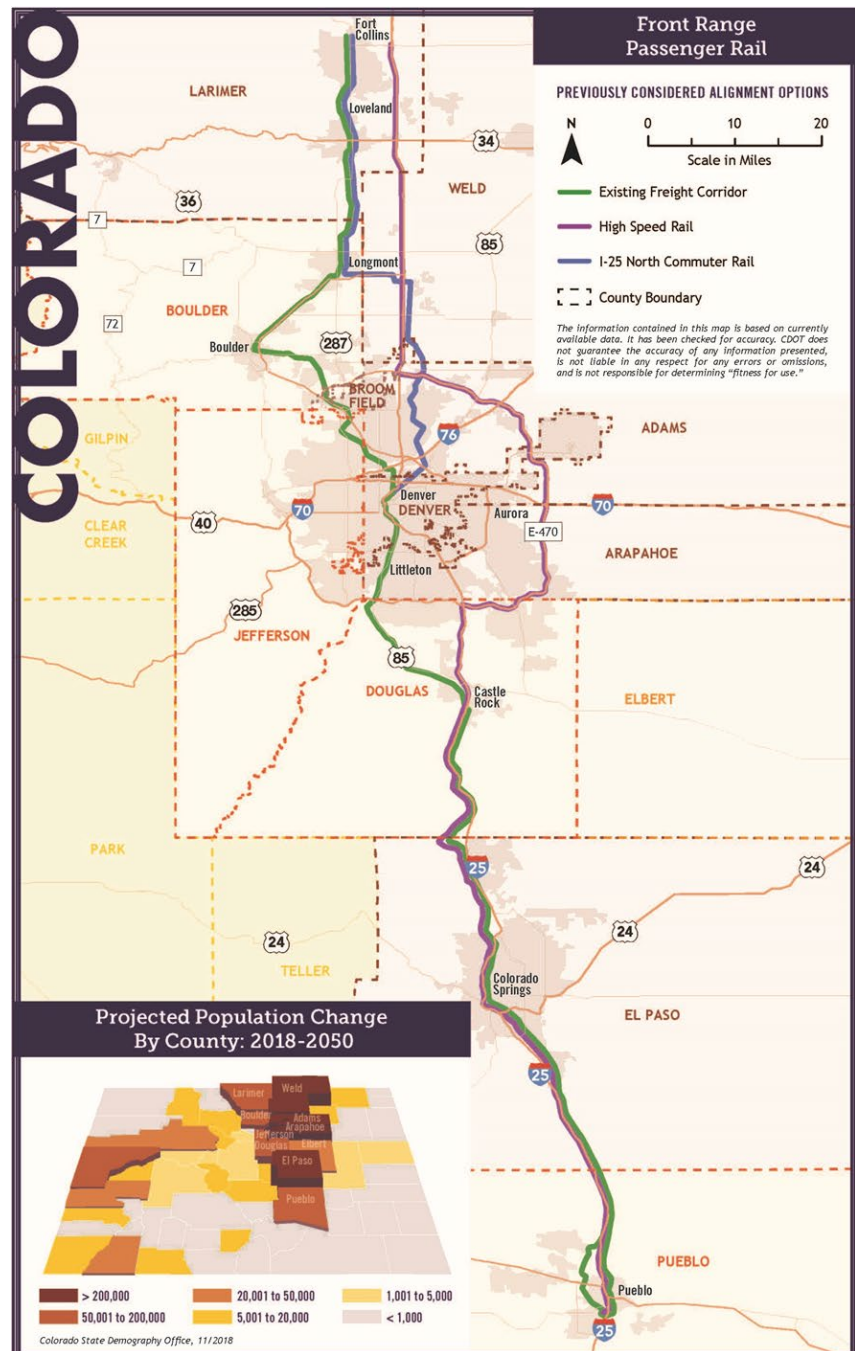 COLORADO
Front Range
Passenger Rail
PREVIOUSLY CONSIDERED ALIGNMENT OPTIONS
N
0 10 20
Scale in Miles
Existing Freight Corridor
High Speed Rail
I-25 North Commuter Rail
County Boundary
The information contained in this map is based on currently
available data. It has been checked for accuracy. CDOT does
not guarantee the accuracy of any information presented,
is not liable in any respect for any errors or omissions,
and is not responsible for determining “fitness for use.”
Fort
Collins
LARIMER
Loveland
34
WELD
36
7
85
Longmont
7
BOULDER
72
287
Boulder
BROOM
FIELD
76
ADAMS
GILPIN
Denver
DENVER
70
70
40
Aurora
CLEAR
CREEK
E-470
ARAPAHOE
Littleton
285
JEFFERSON
85
DOUGLAS
Castle
Rock
ELBERT
PARK
25
24
24
24
TELLER
Colorado
Springs
EL PASO
25
PUEBLO
Pueblo
25
Projected Population Change
By County: 2018-2050
Larimer
Weld
Boulder
Adams
Arapahoe
Jefferson
Douglas
Elbert
El Paso
Pueblo
> 200,000
20,001 to 50,000
1,001 to 5,000
50,001 to 200,000
5,001 to 20,000
< 1,000
Colorado State Demography Office, 11/2018